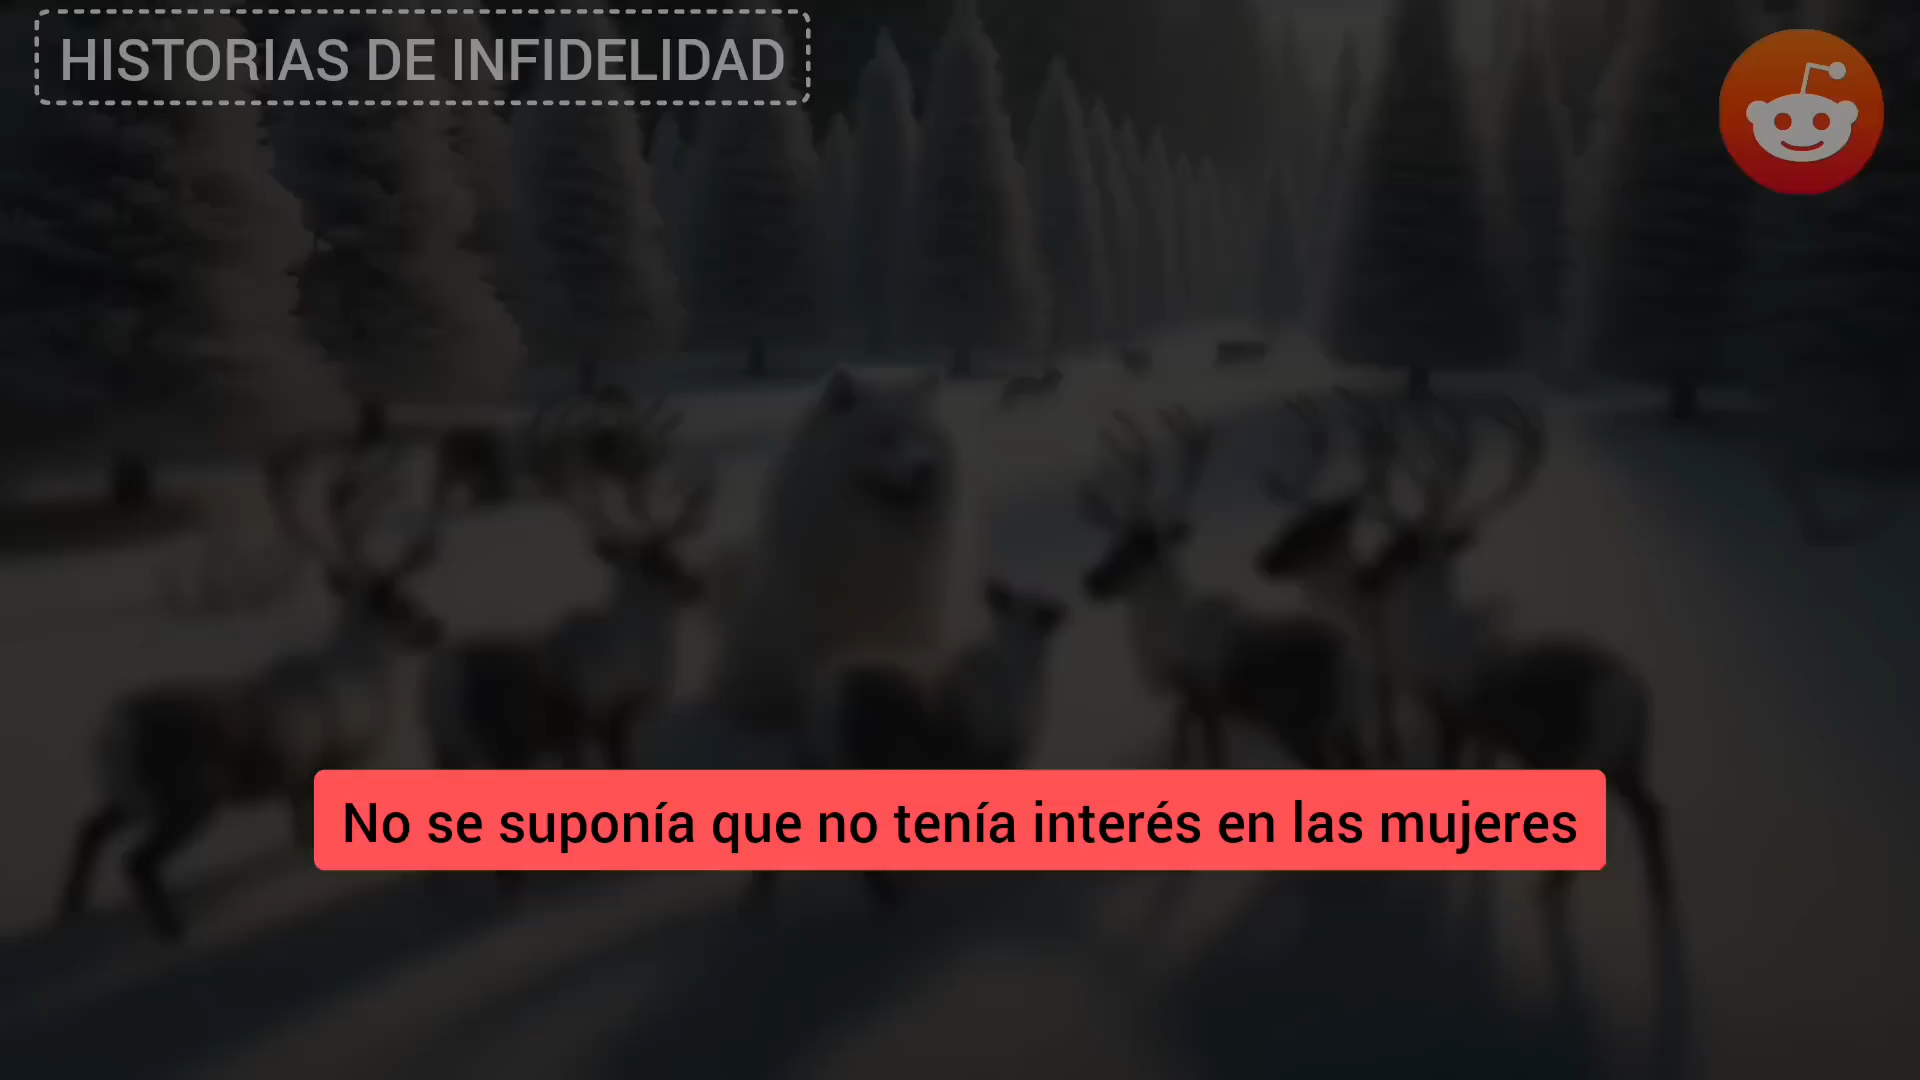 HISTORIAS DE INFIDELIDAD
No se suponía que no tenía interés en las mujeres